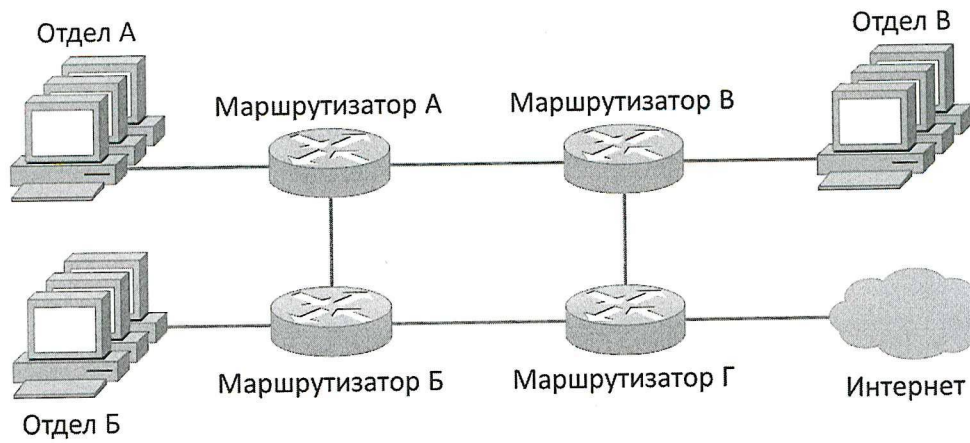 Отдел А
Отдел В
Маршрутизатор А
Маршрутизатор В
Маршрутизатор Б
Маршрутизатор Г
Интернет
Отдел Б